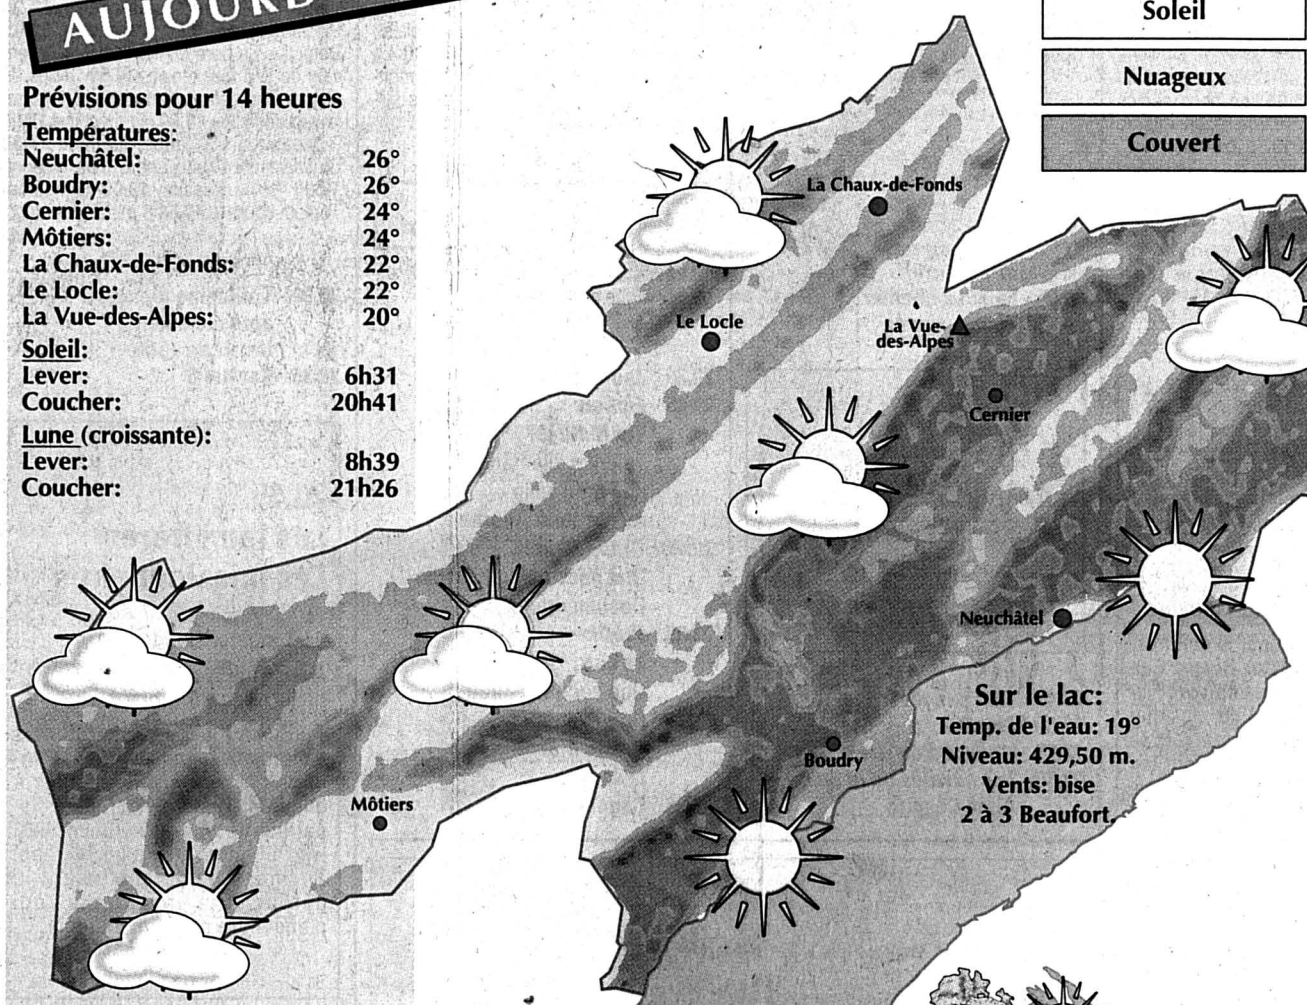 AUJOURD
Prévisions pour 14 heures
Températures:
Neuchâtel: 26°
Boudry: 26°
Cernier: 24°
Môtiers: 24°
La Chaux-de-Fonds: 22°
Le Locle: 22°
La Vue-des-Alpes: 20°
Soleil:
Lever: 6h31
Coucher: 20h41
Lune (croissante):
Lever: 8h39
Coucher: 21h26
Soleil
Nuageux
Couvert
La Chaux-de-Fonds
Le Locle
La Vue-
des-Alpes
Cernier
Neuchâtel
Boudry
Môtiers
Sur le lac:
Temp. de l'eau: 19°
Niveau: 429,50 m.
Vents: bise
2 à 3 Beaufort.